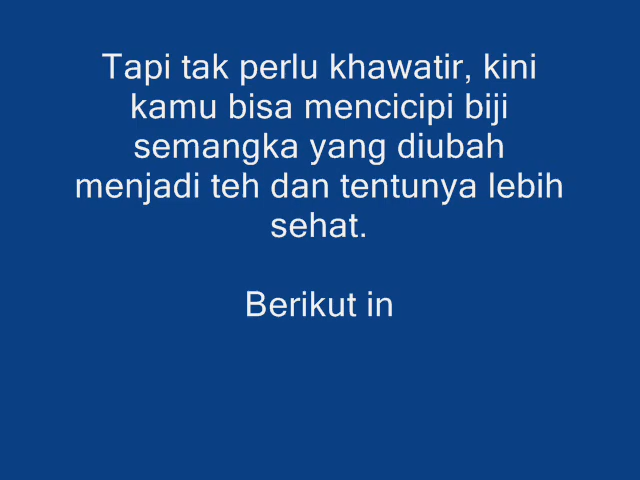 Tapi tak perlu khawatir, kini
kamu bisa mencicipi biji
semangka yang diubah
menjadi teh dan tentunya lebih
sehat.
Berikut in